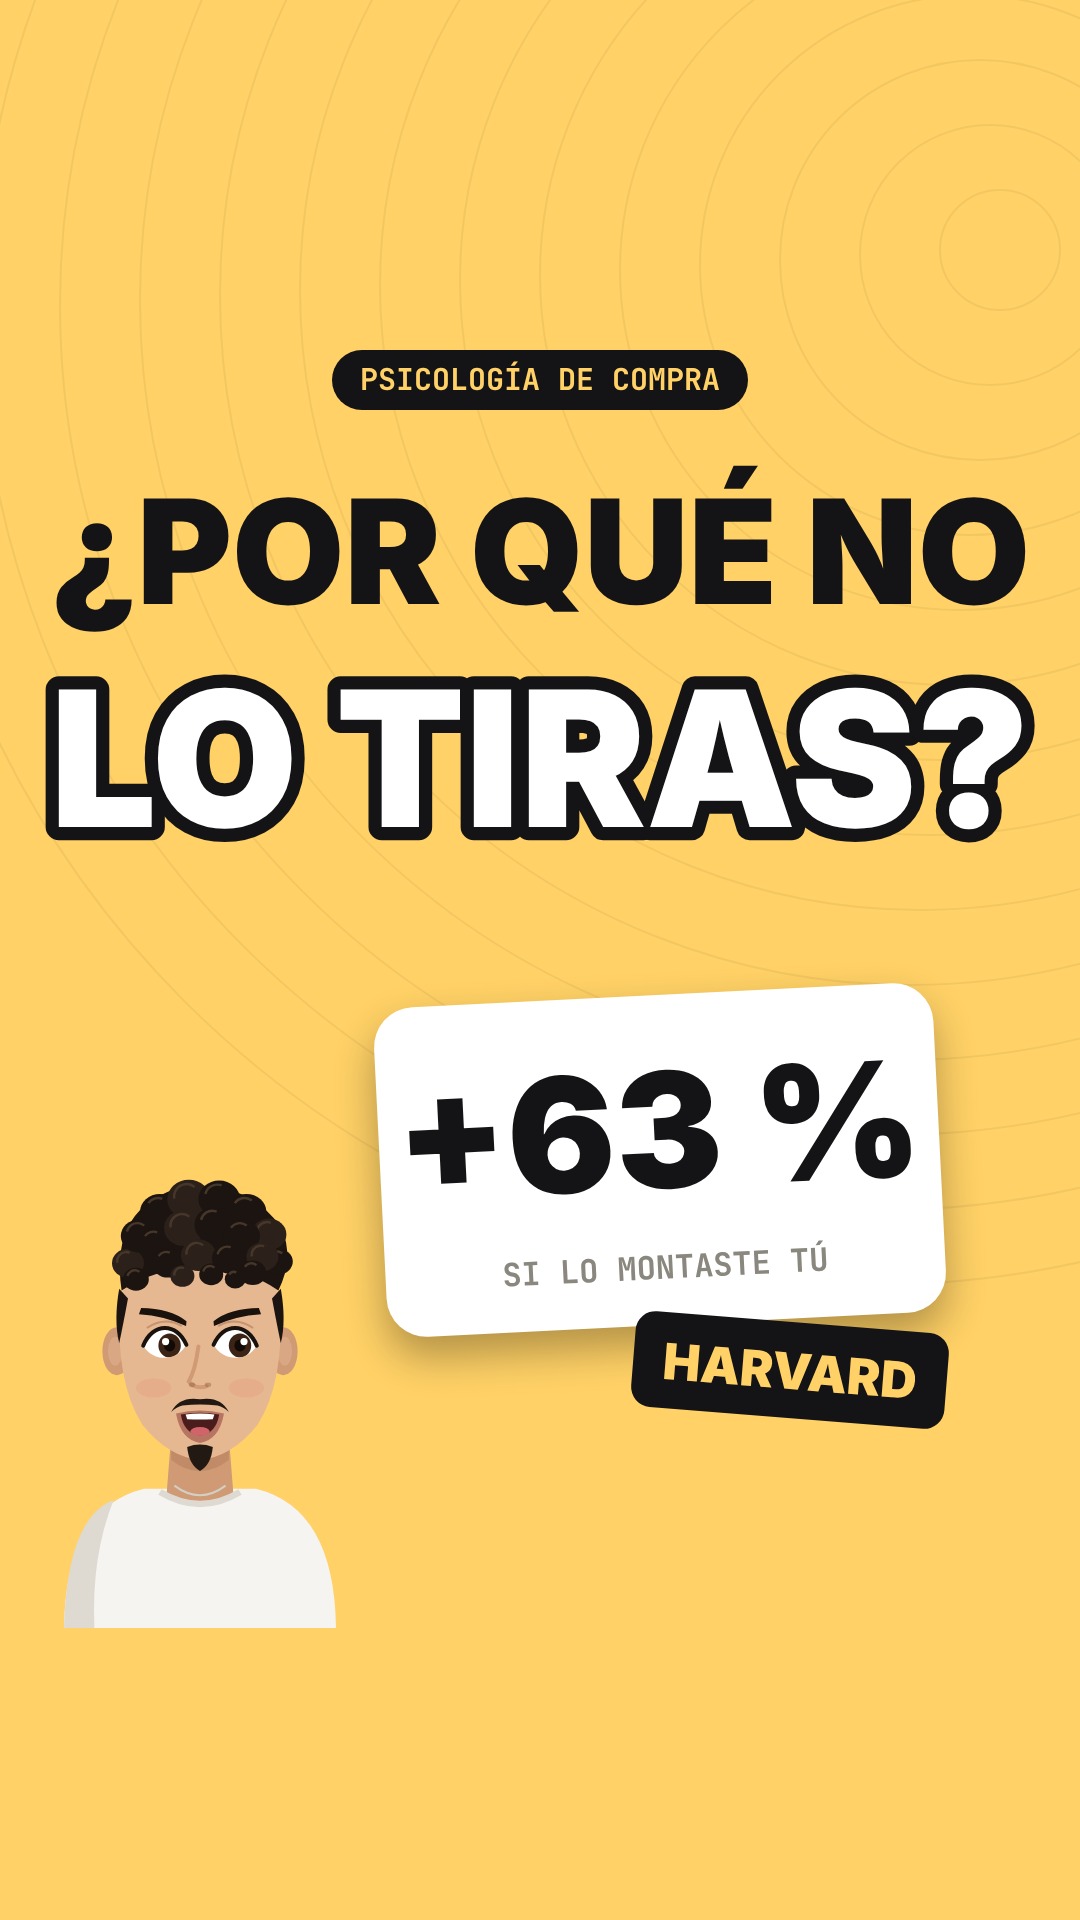 PSICOLOGÍA DE COMPRA
¿POR QUÉ NO
LO TIRAS?
+63 %
SI LO MONTASTE TÚ
HARVARD